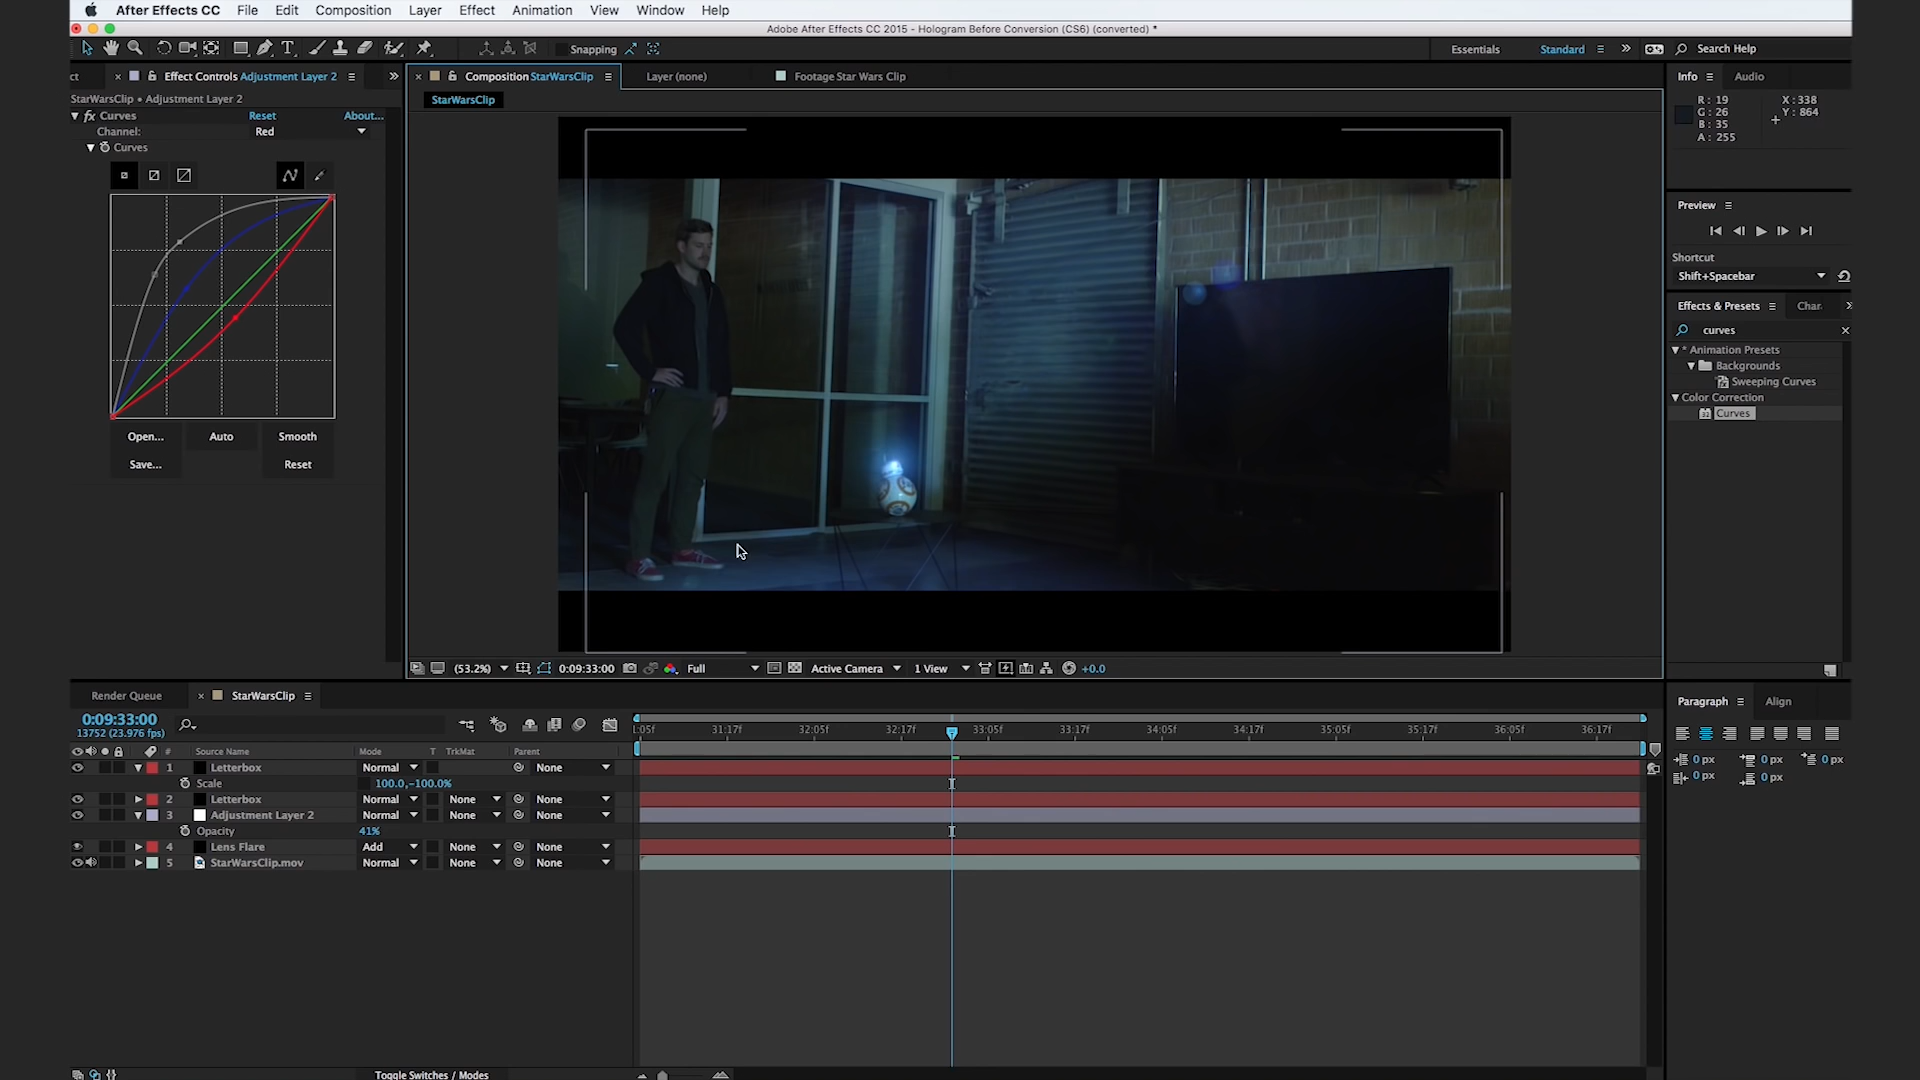 After Effects CC File Edit Composition Layer Effect Animation View Window Help
Adobe After Effects CC 2015 - Hologram Before Conversion (CS6) (converted) *
Snapping
Essentials Standard Search Help
ct × Effect Controls Adjustment Layer 2
× Composition StarWarsClip Layer (none) Footage Star Wars Clip
Info Audio
StarWarsClip • Adjustment Layer 2
StarWarsClip
R: 19 X: 338
G: 26 Y: 864
B: 35
A: 255
fx Curves Reset About...
Channel: Red
Curves
Preview
Shortcut
Shift+Spacebar
Effects & Presets Char
curves
* Animation Presets
Backgrounds
Sweeping Curves
Color Correction
Curves
Open... Auto Smooth
Save... Reset
(53.2%) 0:09:33:00 Full Active Camera 1 View +0.0
Render Queue × StarWarsClip
Paragraph Align
0:09:33:00
13752 (23.976 fps)
:05f 31:17f 32:05f 32:17f 33:05f 33:17f 34:05f 34:17f 35:05f 35:17f 36:05f 36:17f
# Source Name Mode T TrkMat Parent
1 Letterbox Normal None
Scale 100.0,-100.0%
2 Letterbox Normal None None
3 Adjustment Layer 2 Normal None None
Opacity 41%
4 Lens Flare Add None None
5 StarWarsClip.mov Normal None None
0 px 0 px 0 px
0 px 0 px
Toggle Switches / Modes